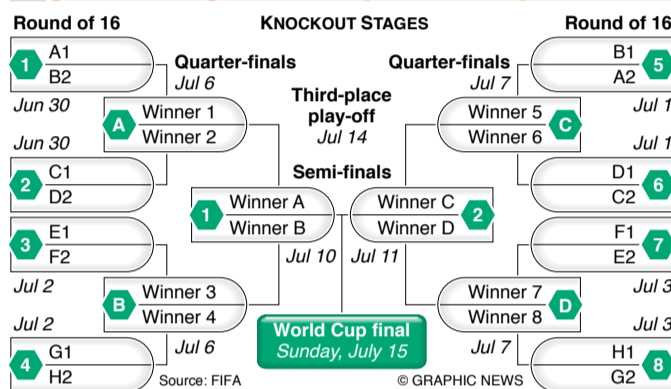 Round of 16
KNOCKOUT STAGES
Round of 16
1
A1
B2
Jun 30
Jun 30
2
C1
D2
3
E1
F2
Jul 2
Jul 2
4
G1
H2
Quarter-finals
Jul 6
A
Winner 1
Winner 2
B
Winner 3
Winner 4
Jul 6
Third-place
play-off
Jul 14
Semi-finals
1
Winner A
Winner B
Jul 10
Winner C
Winner D
2
Jul 11
World Cup final
Sunday, July 15
Quarter-finals
Jul 7
Winner 5
Winner 6
C
Winner 7
Winner 8
D
Jul 7
B1
A2
5
Jul 1
Jul 1
D1
C2
6
F1
E2
7
Jul 3
Jul 3
H1
G2
8
Source: FIFA
© GRAPHIC NEWS